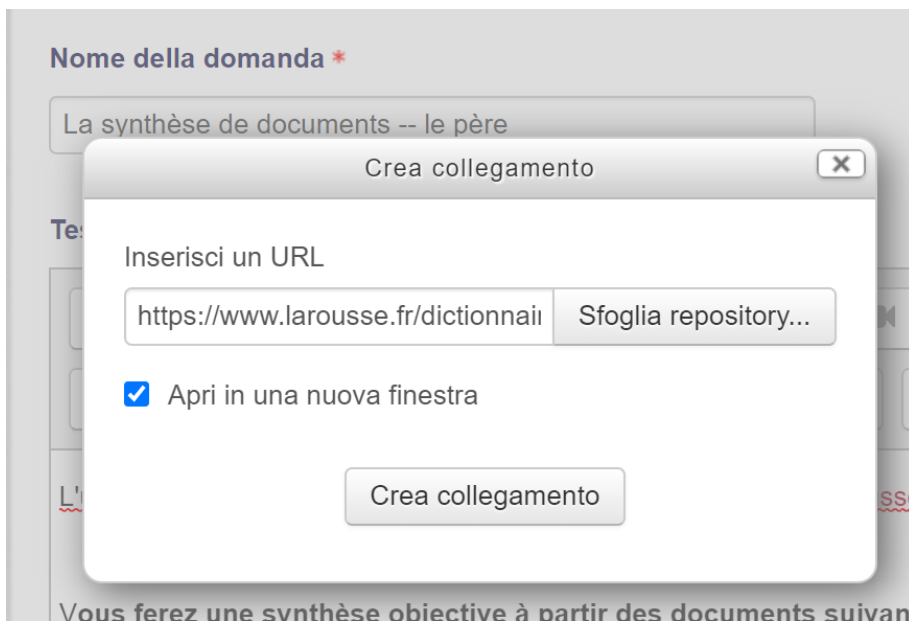 Nome della domanda *
La synthèse de documents -- le père
Crea collegamento
Inserisci un URL
https://www.larousse.fr/dictionnair
Sfoglia repository...
Apri in una nuova finestra
Crea collegamento
Vous ferez une synthèse objective à partir des documents suivan